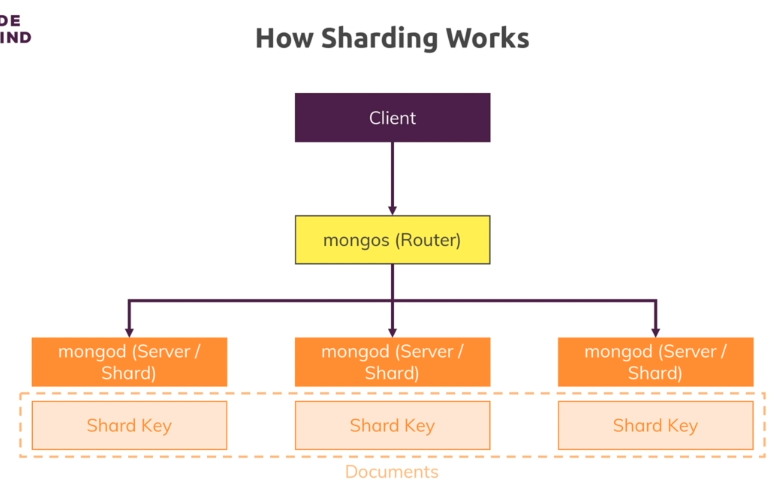 DE
IND
How Sharding Works
Client
mongos (Router)
mongod (Server /
Shard)
mongod (Server /
Shard)
mongod (Server /
Shard)
Shard Key
Shard Key
Shard Key
Documents